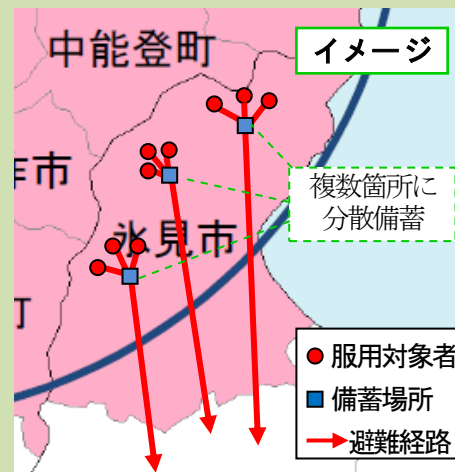 中能登町
イメージ
市
複数箇所に
分散備蓄
氷見市
町
服用対象者
備蓄場所
避難経路